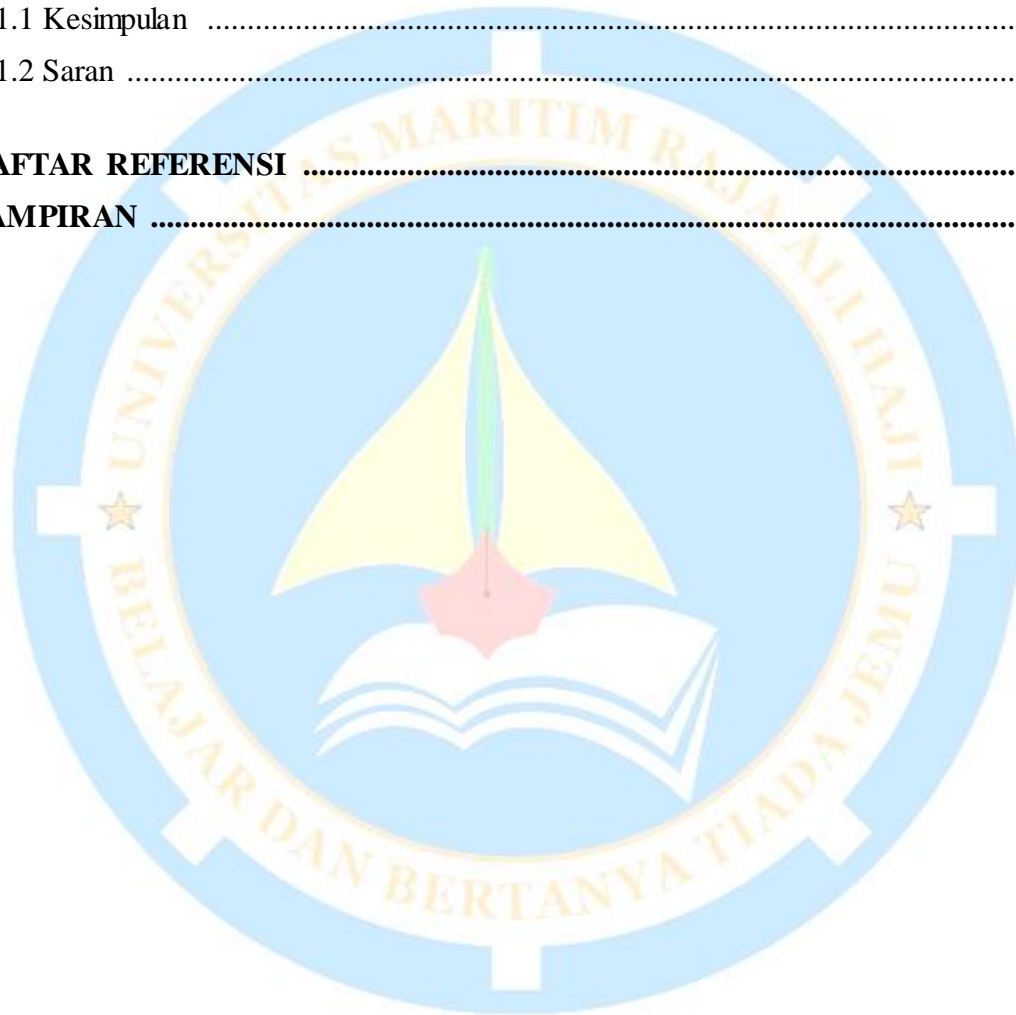 1.1 Kesimpulan ....................................................................................
1.2 Saran ....................................................................................
AFTAR REFERENSI ....................................................................................
AMPIRAN ....................................................................................
UNIVERSITAS MARITIM RAJA ALI HAJI
BELAJAR DAN BERTANYA TIADA JEMU